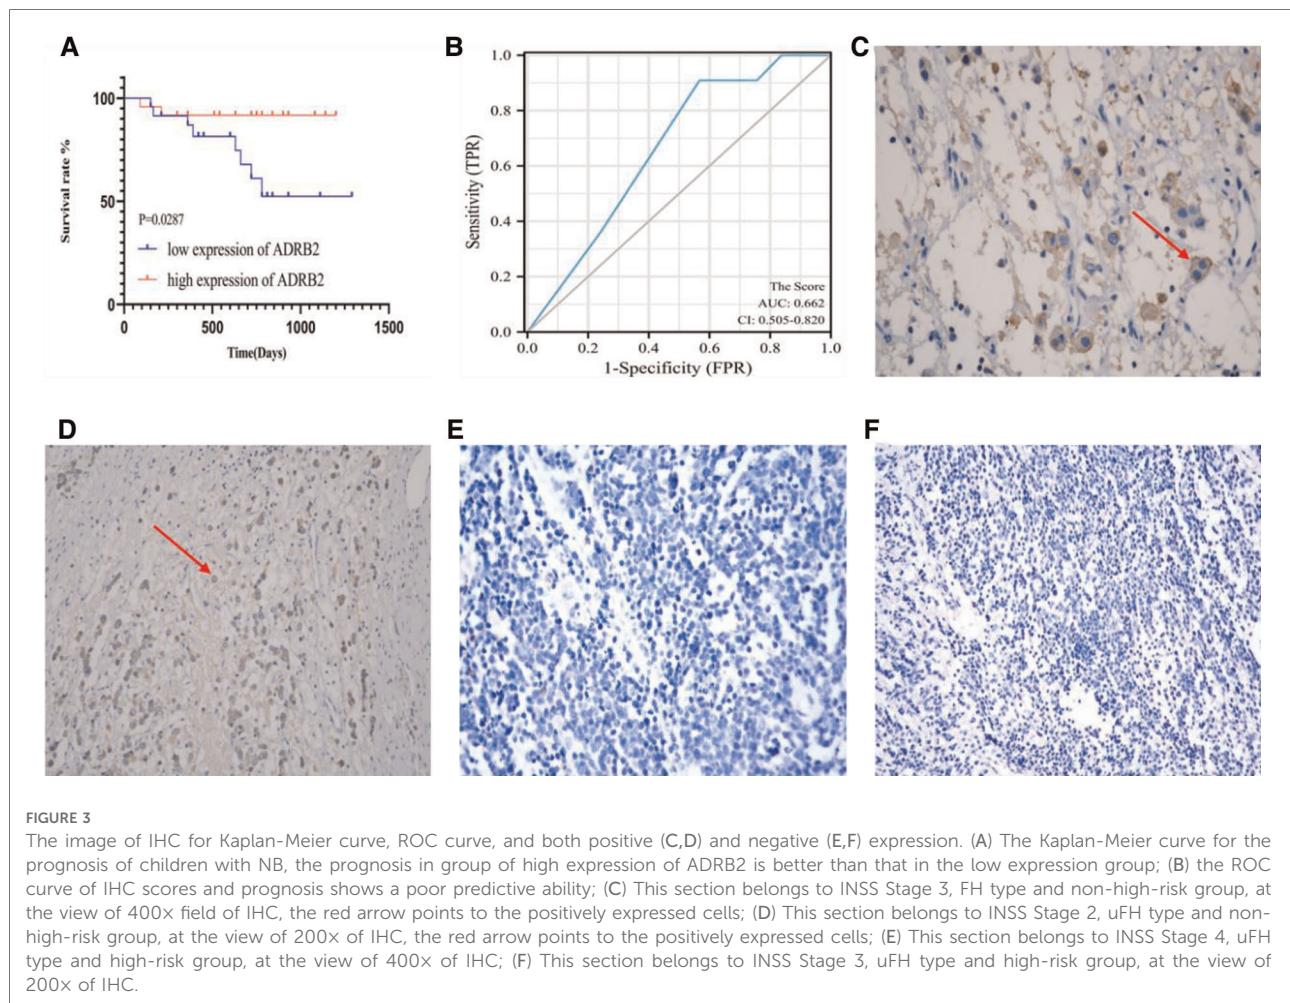 A
B
C
100
50
0
Survival rate %
P=0.0287
low expression of ADRB2
high expression of ADRB2
0 500 1000 1500
Time(Days)
1.0
0.8
0.6
0.4
0.2
0.0
Sensitivity (TPR)
The Score
AUC: 0.662
CI: 0.505-0.820
0.0 0.2 0.4 0.6 0.8 1.0
1-Specificity (FPR)
D
E
F
FIGURE 3
The image of IHC for Kaplan-Meier curve, ROC curve, and both positive (C,D) and negative (E,F) expression. (A) The Kaplan-Meier curve for the
prognosis of children with NB, the prognosis in group of high expression of ADRB2 is better than that in the low expression group; (B) the ROC
curve of IHC scores and prognosis shows a poor predictive ability; (C) This section belongs to INSS Stage 3, FH type and non-high-risk group, at
the view of 400× field of IHC, the red arrow points to the positively expressed cells; (D) This section belongs to INSS Stage 2, uFH type and non-
high-risk group, at the view of 200× of IHC, the red arrow points to the positively expressed cells; (E) This section belongs to INSS Stage 4, uFH
type and high-risk group, at the view of 400× of IHC; (F) This section belongs to INSS Stage 3, uFH type and high-risk group, at the view of
200× of IHC.